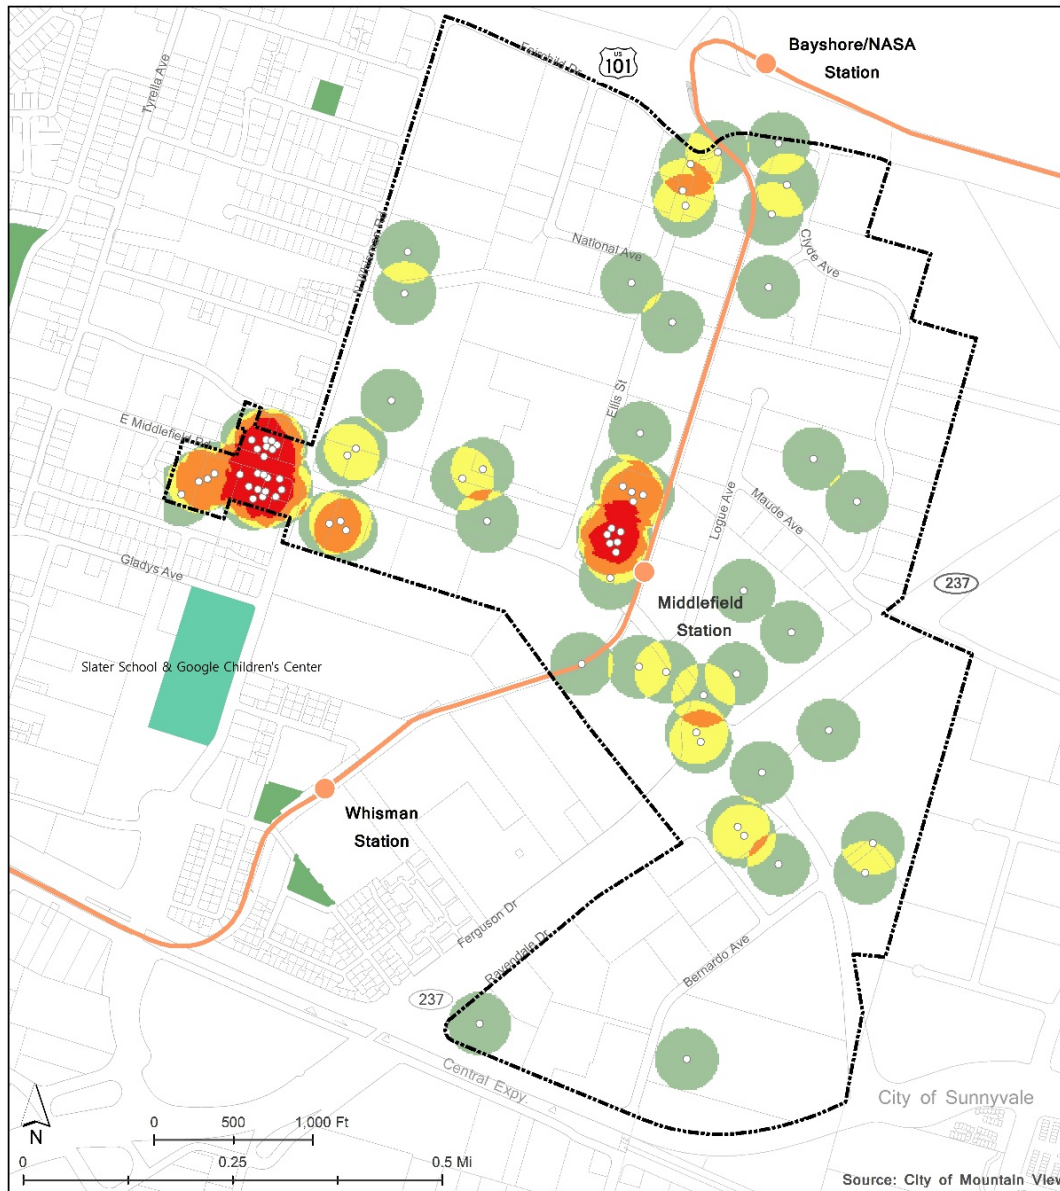 Bayshore/NASA
Station
US
101
Fairchild Dr
Tyrella Ave
National Ave
Clyde Ave
Ellis St
E Middlefield Rd
Logue Ave
Maude Ave
Gladys Ave
237
Middlefield
Station
Slater School & Google Children's Center
Whisman
Station
Ferguson Dr
Ravendale Dr
Bernardo Ave
237
Central Expy.
City of Sunnyvale
N
0 500 1,000 Ft
0 0.25 0.5 Mi
Source: City of Mountain View